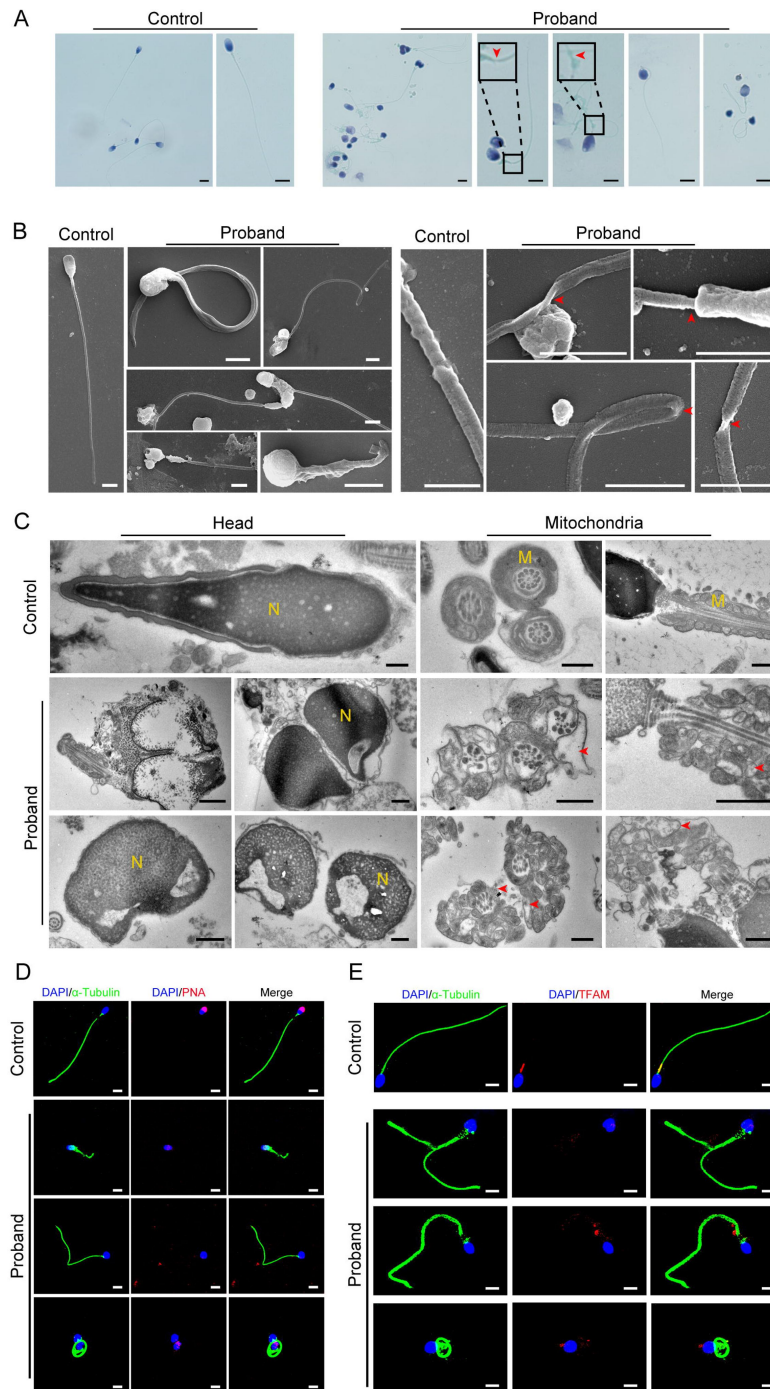 A
Control
Proband
B
Control
Proband
Control
Proband
C
Head
Mitochondria
Control
N
M
M
Proband
N
N
N
D
DAPI/α-Tubulin
DAPI/PNA
Merge
Control
Proband
E
DAPI/α-Tubulin
DAPI/TFAM
Merge
Control
Proband